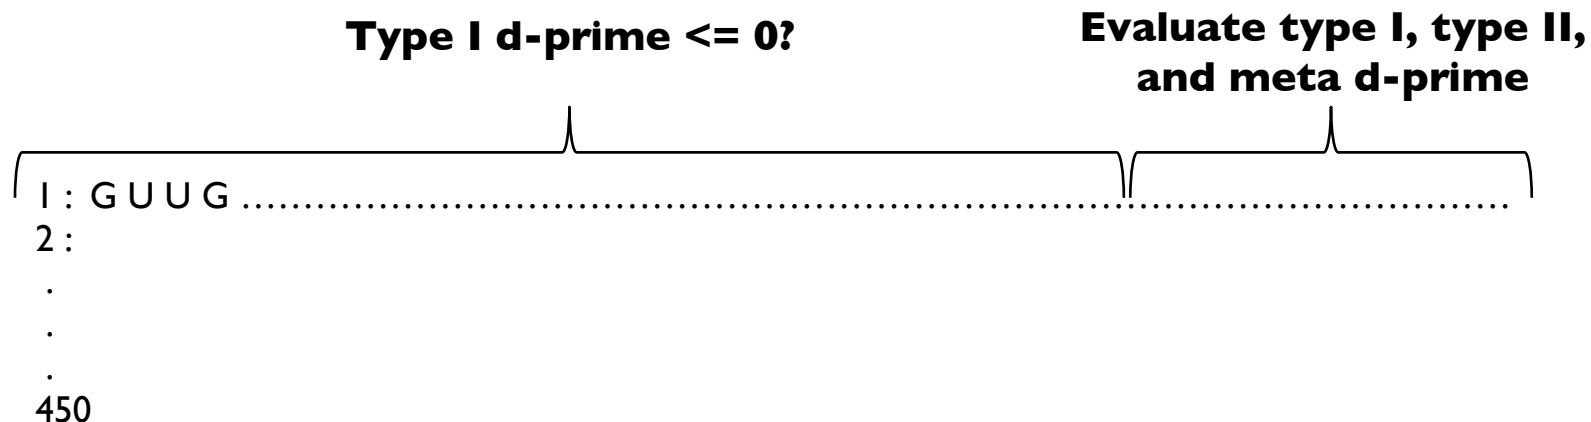 Type I d-prime <= 0?
Evaluate type I, type II,
and meta d-prime
1 : G U U G ....................................................................................................
2 :
.
.
.
450